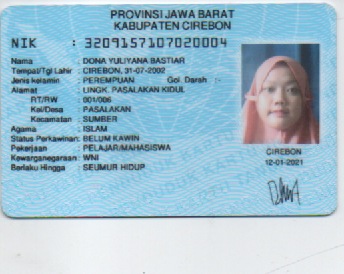 PROVINSI JAWA BARAT
KABUPATEN CIREBON
NIK : 3209157107020004
Nama : DONA YULIYANA BASTIAR
Tempat/Tgl Lahir : CIREBON, 31-07-2002
Jenis kelamin : PEREMPUAN Gol. Darah :-
Alamat : LINGK. PASALAKAN KIDUL
RT/RW : 001/006
Kel/Desa : PASALAKAN
Kecamatan : SUMBER
Agama : ISLAM
Status Perkawinan: BELUM KAWIN
Pekerjaan : PELAJAR/MAHASISWA
Kewarganegaraan: WNI
Berlaku Hingga : SEUMUR HIDUP
CIREBON
12-01-2021